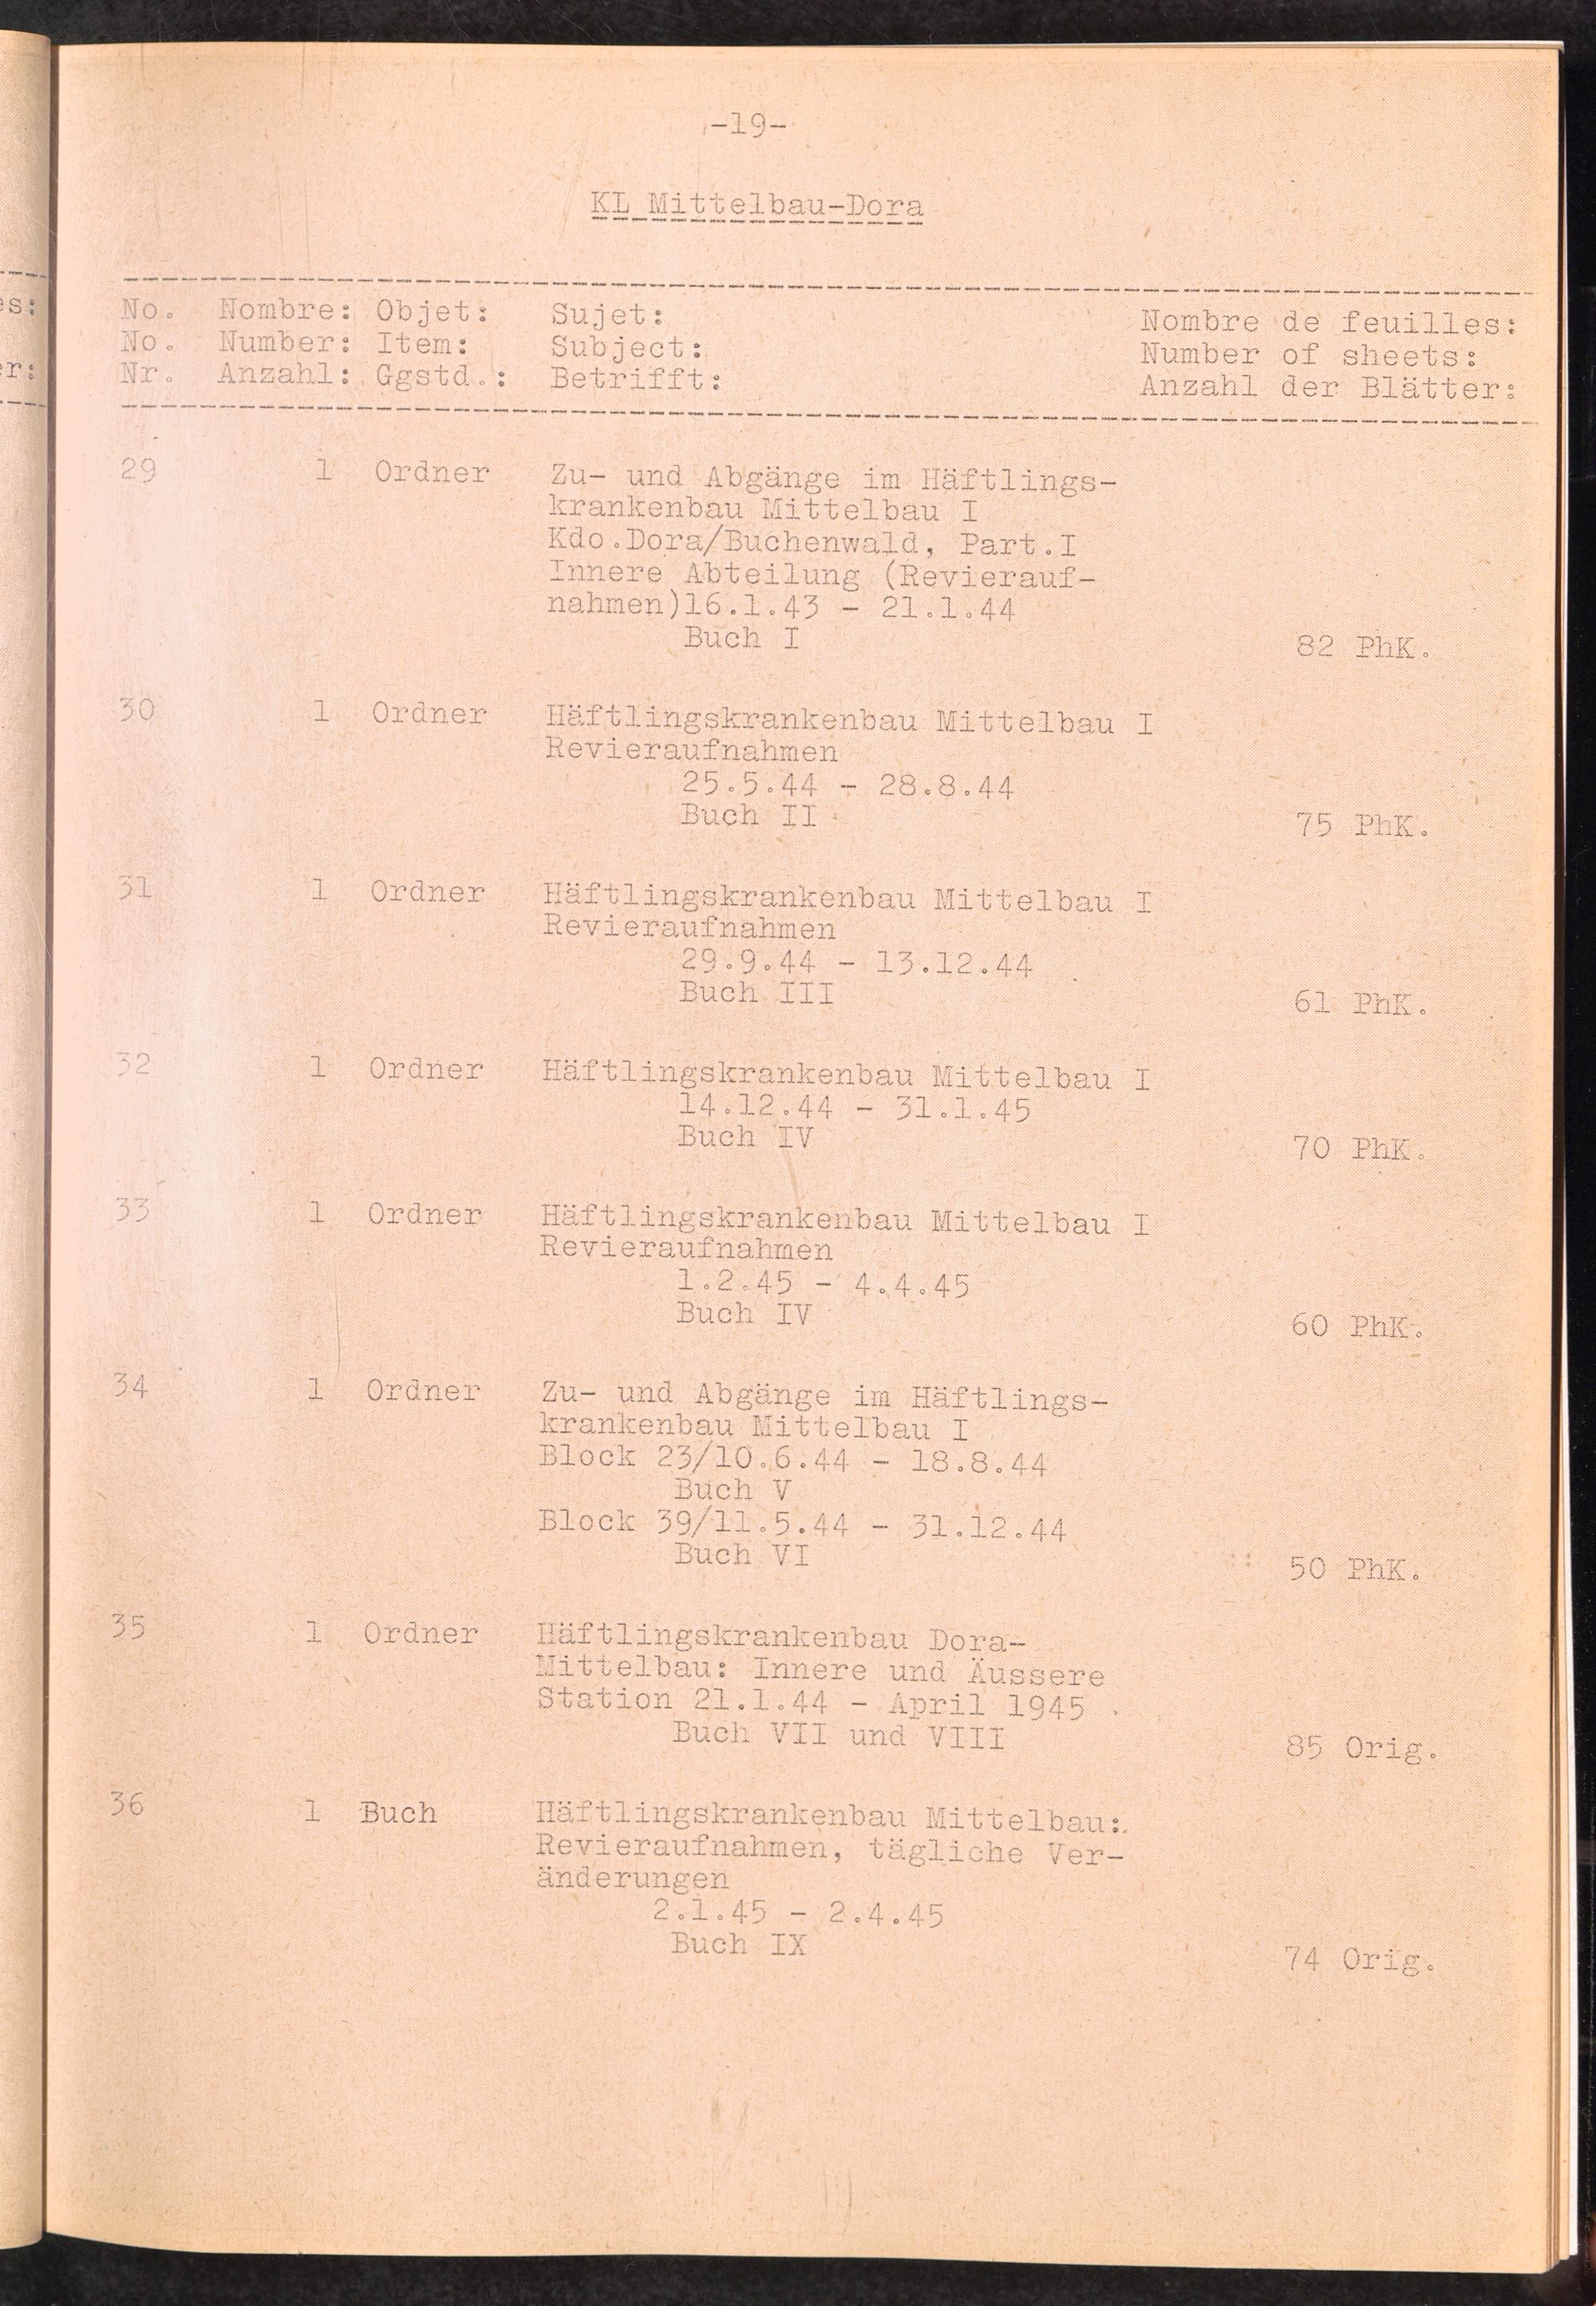 -19-
KL Mittelbau-Dora
No. Nombre: Objet: Sujet: Nombre de feuilles:
No. Number: Item: Subject: Number of sheets:
Nr. Anzahl: Ggstd.: Betrifft: Anzahl der Blätter:
29 1 Ordner Zu- und Abgänge im Häftlings-
krankenbau Mittelbau I
Kdo.Dora/Buchenwald, Part.I
Innere Abteilung (Revierauf-
nahmen)16.1.43 - 21.1.44
Buch I 82 PhK.
30 1 Ordner Häftlingskrankenbau Mittelbau I
Revieraufnahmen
25.5.44 - 28.8.44
Buch II 75 PhK.
31 1 Ordner Häftlingskrankenbau Mittelbau I
Revieraufnahmen
29.9.44 - 13.12.44
Buch III 61 PhK.
32 1 Ordner Häftlingskrankenbau Mittelbau I
14.12.44 - 31.1.45
Buch IV 70 PhK.
33 1 Ordner Häftlingskrankenbau Mittelbau I
Revieraufnahmen
1.2.45 - 4.4.45
Buch IV 60 PhK.
34 1 Ordner Zu- und Abgänge im Häftlings-
krankenbau Mittelbau I
Block 23/10.6.44 - 18.8.44
Buch V
Block 39/11.5.44 - 31.12.44
Buch VI 50 PhK.
35 1 Ordner Häftlingskrankenbau Dora-
Mittelbau: Innere und Äussere
Station 21.1.44 - April 1945
Buch VII und VIII 85 Orig.
36 1 Buch Häftlingskrankenbau Mittelbau:
Revieraufnahmen, tägliche Ver-
änderungen
2.1.45 - 2.4.45
Buch IX 74 Orig.